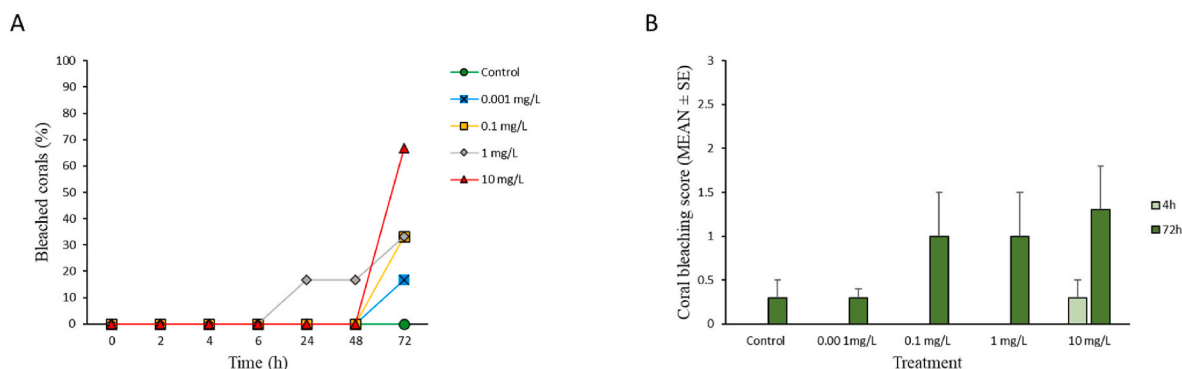 A
Bleached corals (%)
100
90
80
70
60
50
40
30
20
10
0
0 2 4 6 24 48 72
Time (h)
Control
0.001 mg/L
0.1 mg/L
1 mg/L
10 mg/L
B
Coral bleaching score (MEAN ± SE)
3
2.5
2
1.5
1
0.5
0
Control 0.001mg/L 0.1 mg/L 1 mg/L 10 mg/L
Treatment
4h
72h